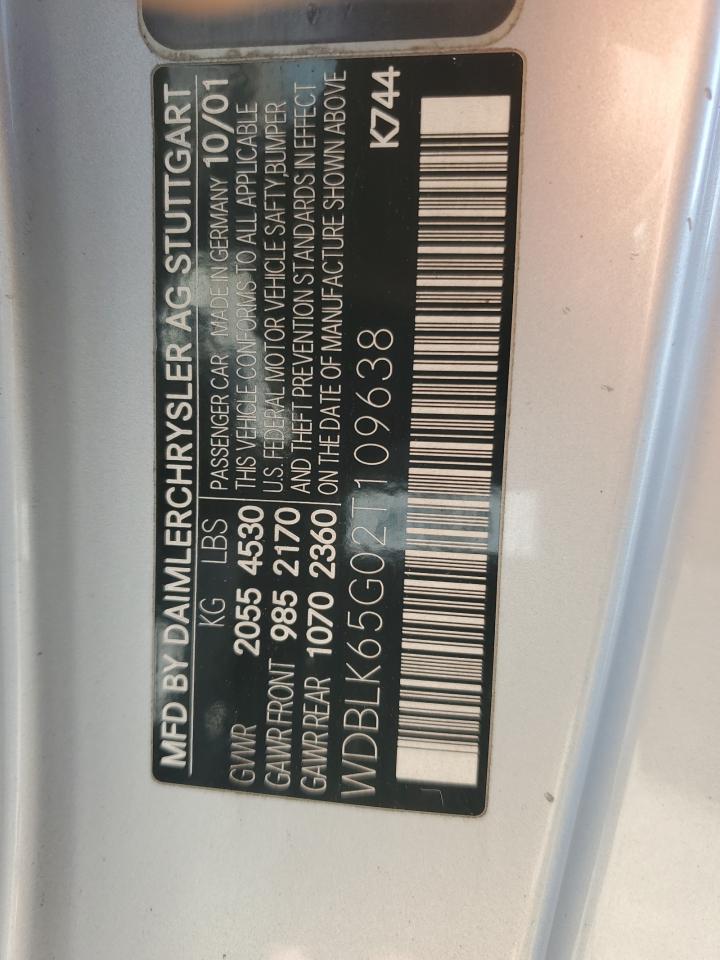 MFD BY DAIMLERCHRYSLER AG STUTTGART
KG LBS
GVWR 2055 4530
GAWR FRONT 985 2170
GAWR REAR 1070 2360
PASSENGER CAR MADE IN GERMANY 10/01
THIS VEHICLE CONFORMS TO ALL APPLICABLE
U.S. FEDERAL MOTOR VEHICLE SAFTY,BUMPER
AND THEFT PREVENTION STANDARDS IN EFFECT
ON THE DATE OF MANUFACTURE SHOWN ABOVE
WDBLK65G02T109638
K744